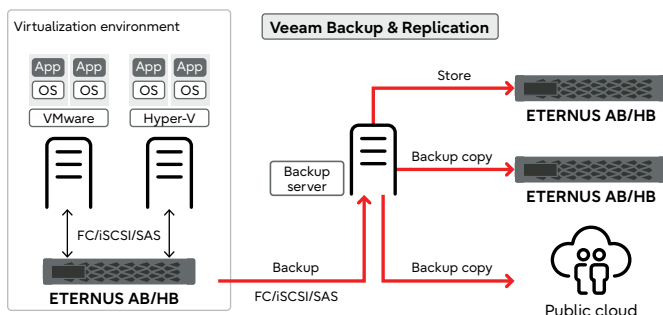 Virtualization environment
Veeam Backup & Replication
App App App App
OS OS OS OS
VMware Hyper-V
Store
ETERNUS AB/HB
Backup
server
Backup copy
ETERNUS AB/HB
FC/iSCSI/SAS
ETERNUS AB/HB
Backup
FC/iSCSI/SAS
Backup copy
Public cloud